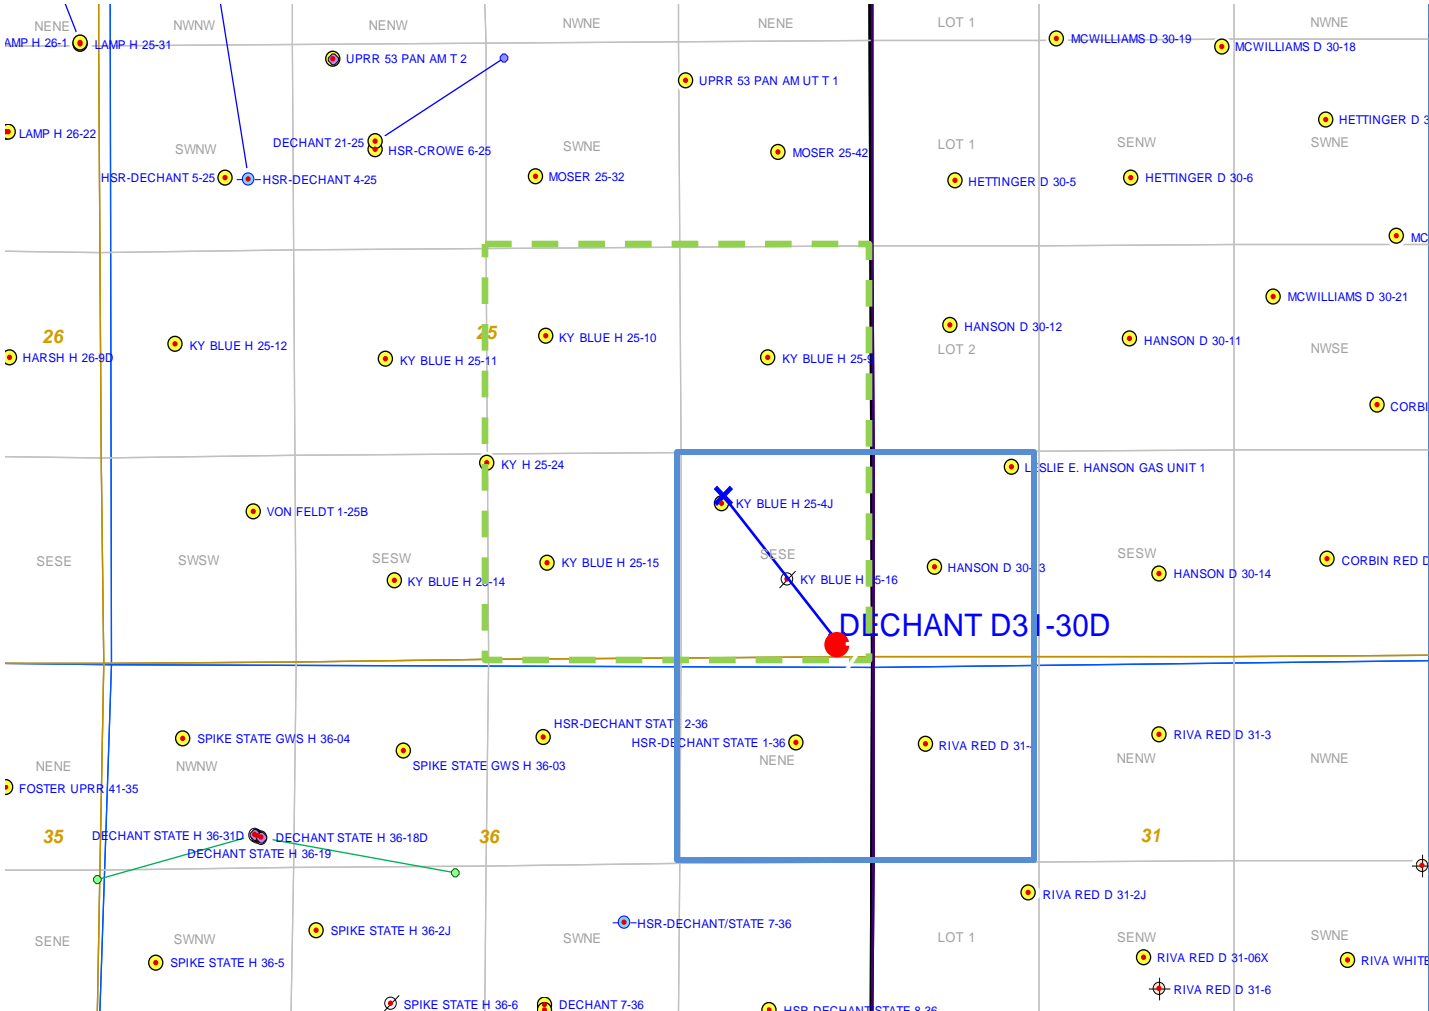 NENE
NWNW
NENW
NWNE
NENE
LOT 1
NWNE
AMP H 26-1
LAMP H 25-31
UPRR 53 PAN AM T 2
UPRR 53 PAN AM UT T 1
MCWILLIAMS D 30-19
MCWILLIAMS D 30-18
LAMP H 26-22
SWNW
DECHANT 21-25
HSR-CROWE 6-25
SWNE
MOSER 25-42
LOT 1
SENW
HETTINGER D 3
SWNE
HSR-DECHANT 5-25
HSR-DECHANT 4-25
MOSER 25-32
HETTINGER D 30-5
HETTINGER D 30-6
MC
MCWILLIAMS D 30-21
26
HARSH H 26-9D
KY BLUE H 25-12
KY BLUE H 25-11
25
KY BLUE H 25-10
KY BLUE H 25-9
HANSON D 30-12
LOT 2
HANSON D 30-11
NWSE
CORBI
KY H 25-24
LESLIE E. HANSON GAS UNIT 1
VON FELDT 1-25B
KY BLUE H 25-4J
SESE
SWSW
SESW
KY BLUE H 25-14
KY BLUE H 25-15
SESE
KY BLUE H 25-16
HANSON D 30-13
SESW
HANSON D 30-14
CORBIN RED D
DECHANT D31-30D
SPIKE STATE GWS H 36-04
SPIKE STATE GWS H 36-03
HSR-DECHANT STATE 2-36
HSR-DECHANT STATE 1-36
RIVA RED D 31-4
RIVA RED D 31-3
NENE
NWNW
NENE
NENW
NWNE
FOSTER UPRR 41-35
35
DECHANT STATE H 36-31D
DECHANT STATE H 36-18D
DECHANT STATE H 36-19
36
31
RIVA RED D 31-2J
SENE
SWNW
SPIKE STATE H 36-2J
SWNE
HSR-DECHANT/STATE 7-36
LOT 1
SENW
SWNE
SPIKE STATE H 36-5
RIVA RED D 31-06X
RIVA WHITE
SPIKE STATE H 36-6
DECHANT 7-36
HSR-DECHANT STATE 8-36
RIVA RED D 31-6